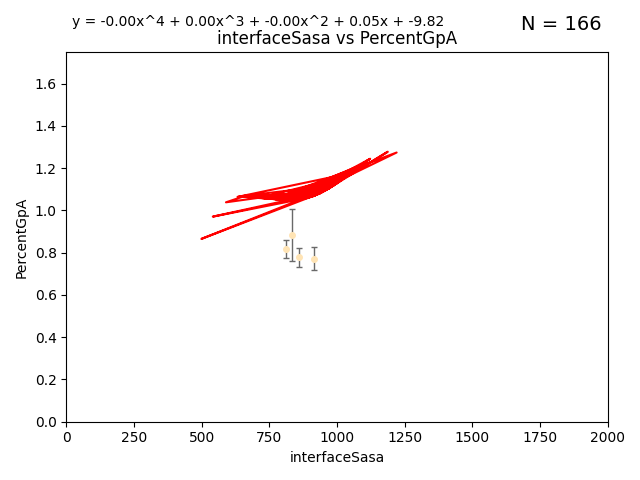 y = -0.00x^4 + 0.00x^3 + -0.00x^2 + 0.05x + -9.82
N = 166
interfaceSasa vs PercentGpA
1.6
1.4
1.2
1.0
0.8
0.6
0.4
0.2
0.0
PercentGpA
0 250 500 750 1000 1250 1500 1750 2000
interfaceSasa